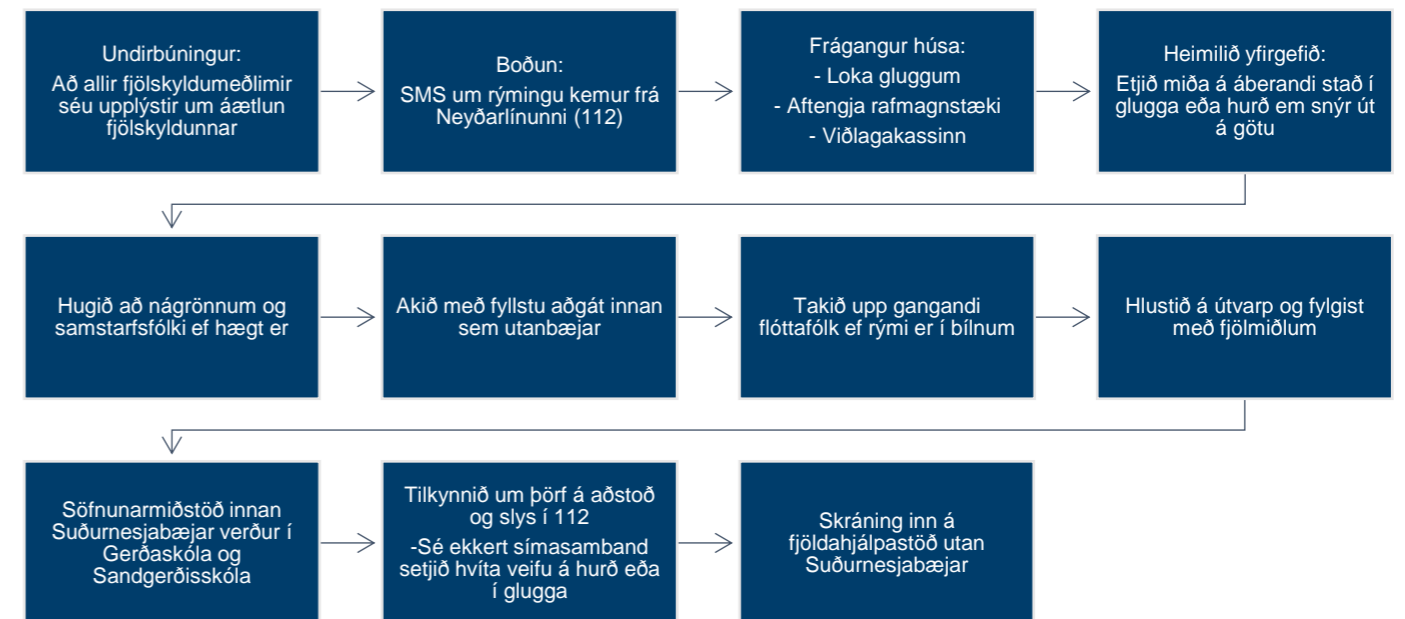 Undirbúningur:
Að allir fjölskyldumeðlimir
séu upplýstir um áætlun
fjölskyldunnar
Boðun:
SMS um rýmingu kemur frá
Neyðarlínunni (112)
Frágangur húsa:
- Loka gluggum
- Aftengja rafmagnstæki
- Viðlagakassinn
Heimilið yfirgefið:
Etjið miða á áberandi stað í
glugga eða hurð em snýr út
á götu
Hugið að nágrönnum og
samstarfsfólki ef hægt er
Akið með fyllstu aðgát innan
sem utanbæjar
Takið upp gangandi
flóttafólk ef rými er í bílnum
Hlustið á útvarp og fylgist
með fjölmiðlum
Söfnunarmiðstöð innan
Suðurnesjabæjar verður í
Gerðaskóla og
Sandgerðisskóla
Tilkynnið um þörf á aðstoð
og slys í 112
-Sé ekkert símasamband
setjið hvíta veifu á hurð eða
í glugga
Skráning inn á
fjöldahjálpastöð utan
Suðurnesjabæjar